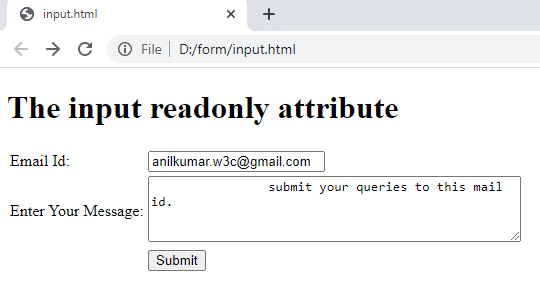 input.html
File | D:/form/input.html
The input readonly attribute
Email Id: anilkumar.w3c@gmail.com
Enter Your Message: submit your queries to this mail
id.
Submit